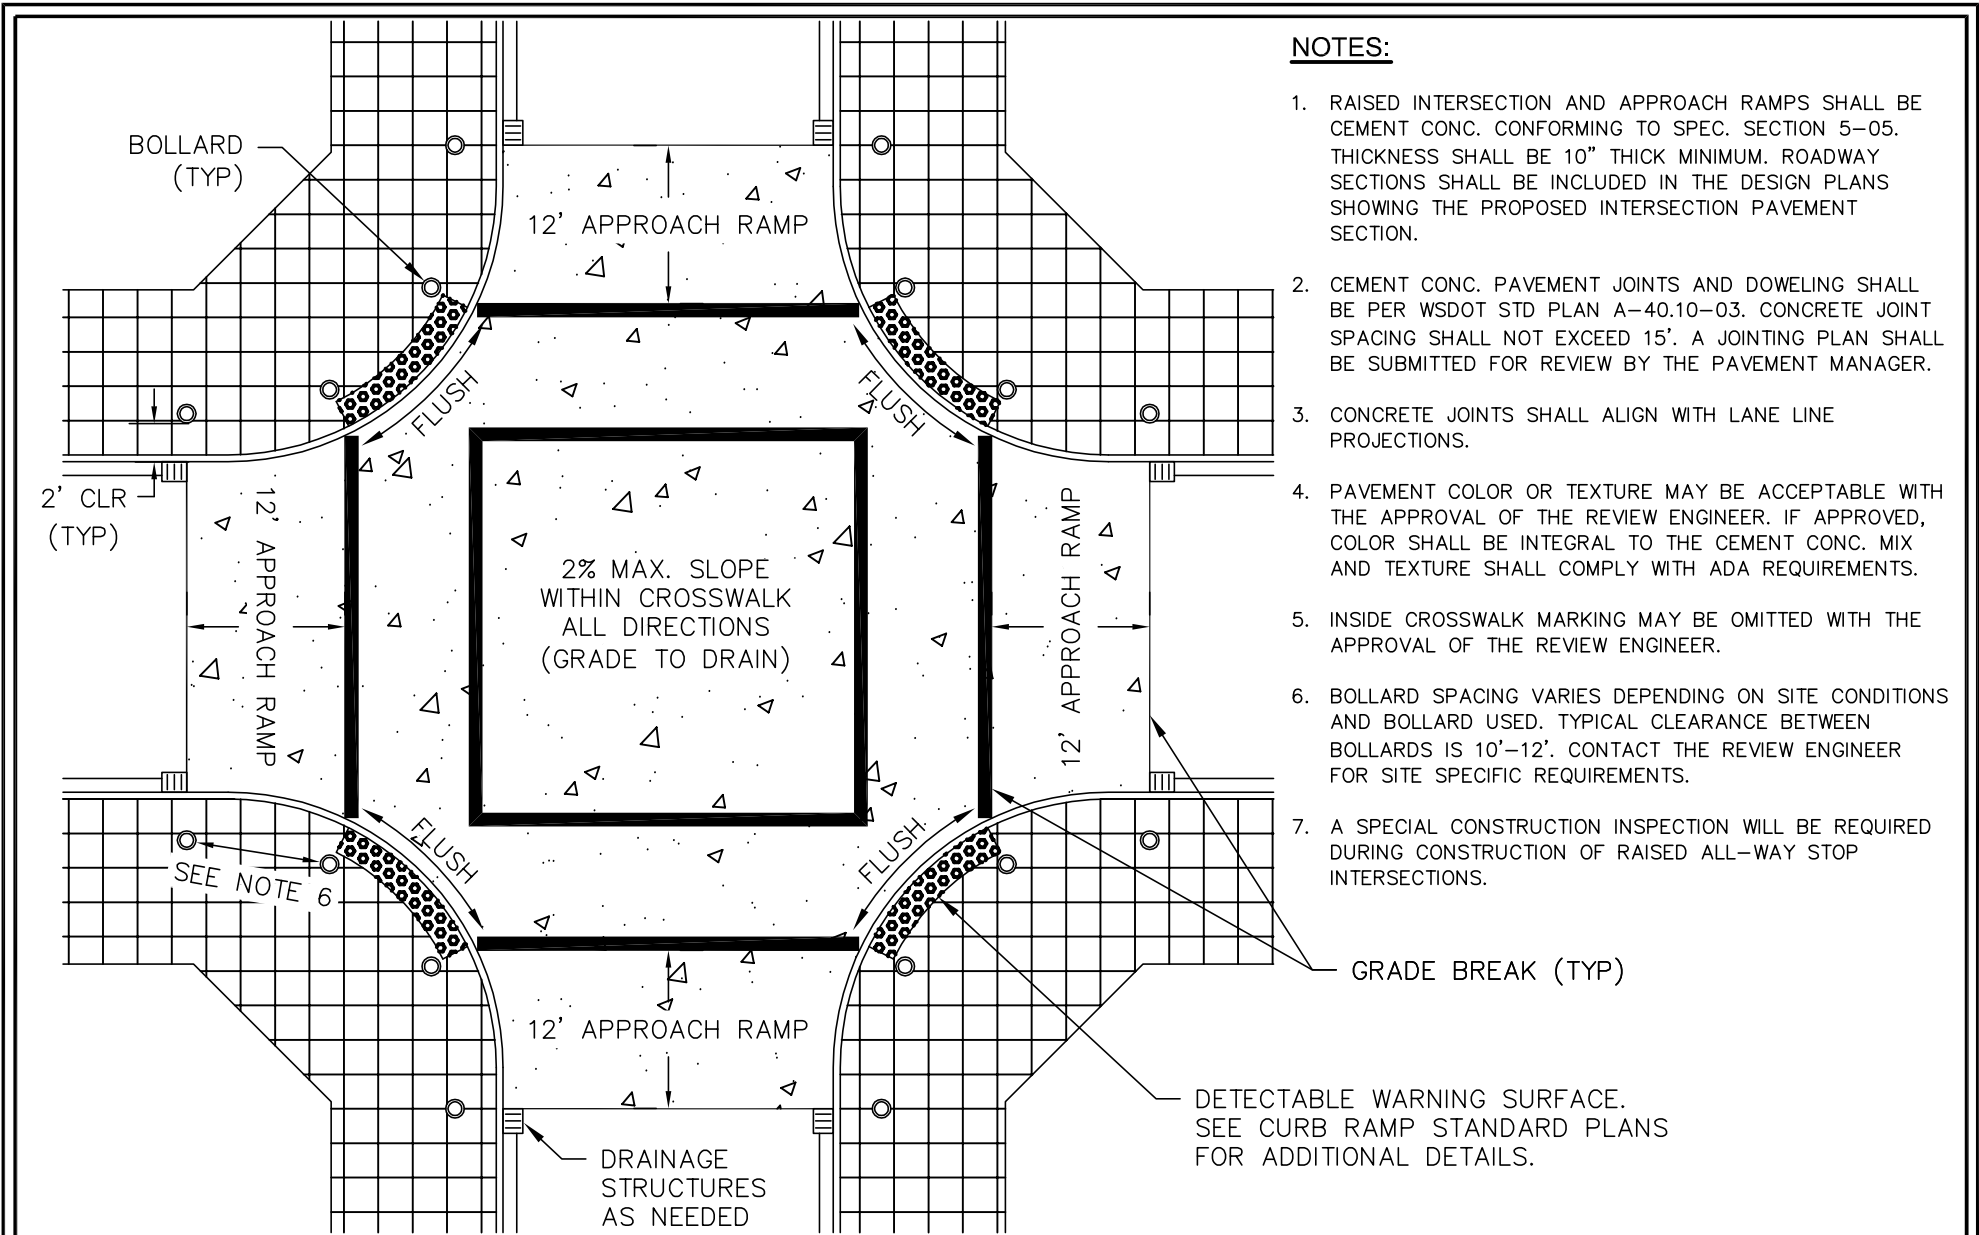 NOTES:
1. RAISED INTERSECTION AND APPROACH RAMPS SHALL BE
CEMENT CONC. CONFORMING TO SPEC. SECTION 5-05.
THICKNESS SHALL BE 10" THICK MINIMUM. ROADWAY
SECTIONS SHALL BE INCLUDED IN THE DESIGN PLANS
SHOWING THE PROPOSED INTERSECTION PAVEMENT
SECTION.
2. CEMENT CONC. PAVEMENT JOINTS AND DOWELING SHALL
BE PER WSDOT STD PLAN A-40.10-03. CONCRETE JOINT
SPACING SHALL NOT EXCEED 15'. A JOINTING PLAN SHALL
BE SUBMITTED FOR REVIEW BY THE PAVEMENT MANAGER.
3. CONCRETE JOINTS SHALL ALIGN WITH LANE LINE
PROJECTIONS.
4. PAVEMENT COLOR OR TEXTURE MAY BE ACCEPTABLE WITH
THE APPROVAL OF THE REVIEW ENGINEER. IF APPROVED,
COLOR SHALL BE INTEGRAL TO THE CEMENT CONC. MIX
AND TEXTURE SHALL COMPLY WITH ADA REQUIREMENTS.
5. INSIDE CROSSWALK MARKING MAY BE OMITTED WITH THE
APPROVAL OF THE REVIEW ENGINEER.
6. BOLLARD SPACING VARIES DEPENDING ON SITE CONDITIONS
AND BOLLARD USED. TYPICAL CLEARANCE BETWEEN
BOLLARDS IS 10'-12'. CONTACT THE REVIEW ENGINEER
FOR SITE SPECIFIC REQUIREMENTS.
7. A SPECIAL CONSTRUCTION INSPECTION WILL BE REQUIRED
DURING CONSTRUCTION OF RAISED ALL-WAY STOP
INTERSECTIONS.
BOLLARD
(TYP)
12' APPROACH RAMP
FLUSH
FLUSH
2' CLR
(TYP)
12' APPROACH RAMP
2% MAX. SLOPE
WITHIN CROSSWALK
ALL DIRECTIONS
(GRADE TO DRAIN)
12' APPROACH RAMP
FLUSH
FLUSH
SEE NOTE 6
GRADE BREAK (TYP)
12' APPROACH RAMP
DETECTABLE WARNING SURFACE.
SEE CURB RAMP STANDARD PLANS
FOR ADDITIONAL DETAILS.
DRAINAGE
STRUCTURES
AS NEEDED